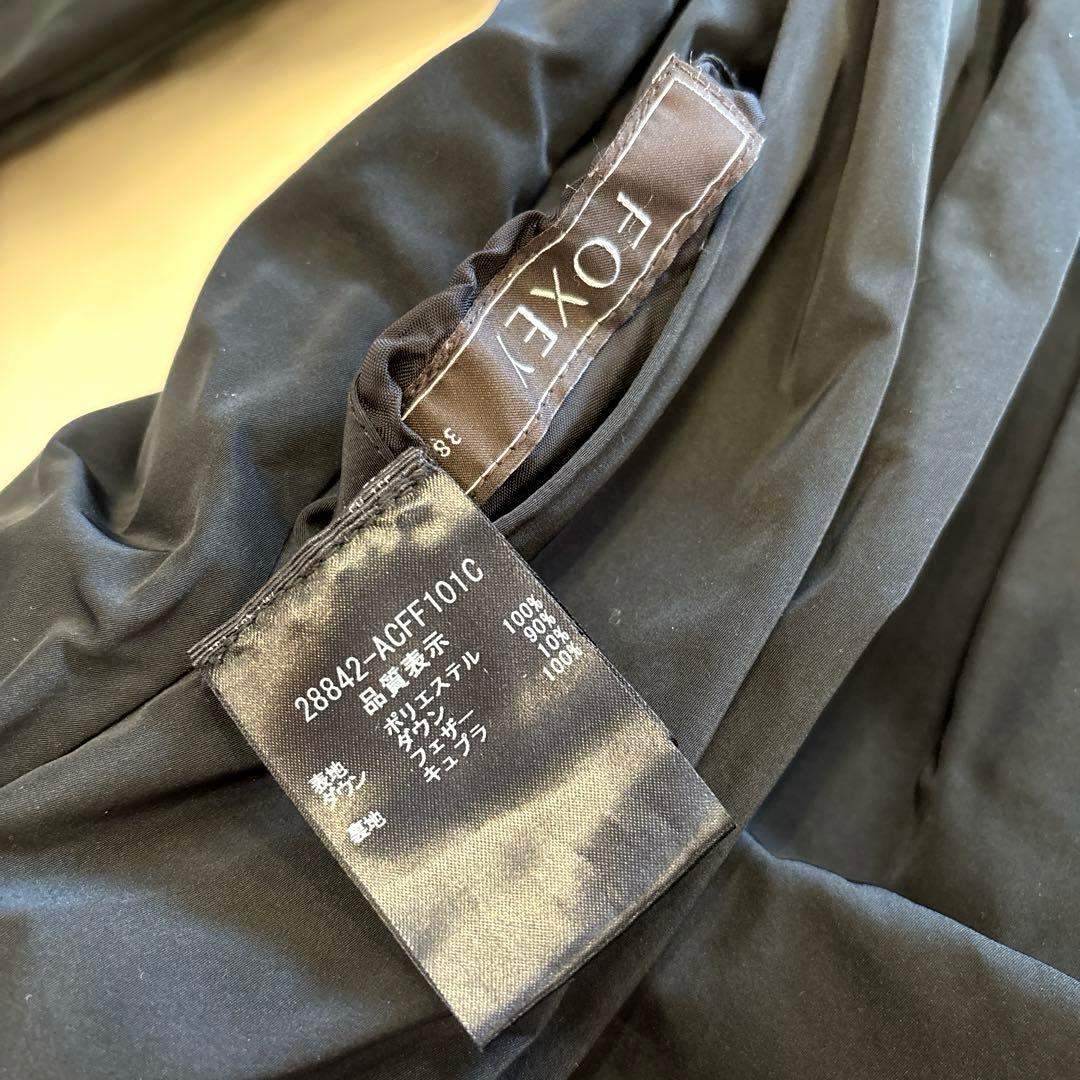 FOXEY
38
28842-ACFF101C
品質表示
表地 ポリエステル 100%
ダウン ダウン 90%
フェザー 10%
裏地 キュプラ 100%